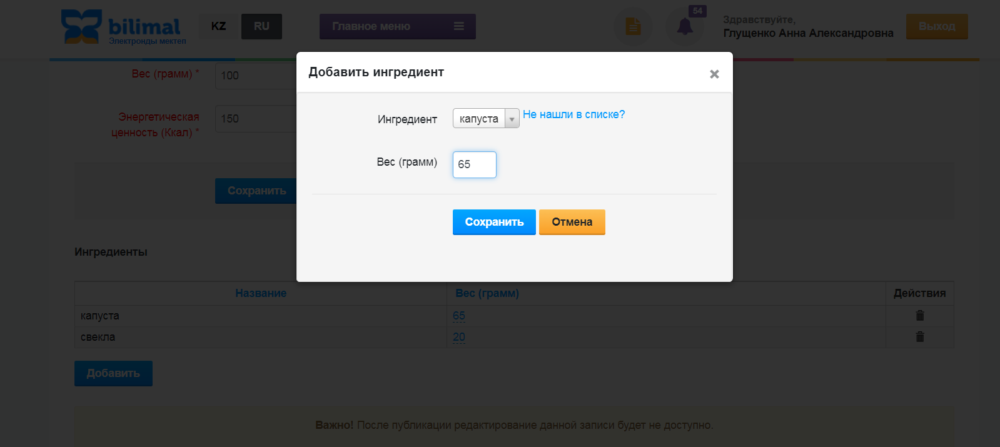 bilimal
Электронды мектеп
KZ
RU
Главное меню
54
Здравствуйте,
Глущенко Анна Александровна
Выход
Вес (грамм) *
100
Энергетическая
ценность (Ккал) *
150
Сохранить
Добавить ингредиент
×
Ингредиент
капуста
Не нашли в списке?
Вес (грамм)
65
Сохранить
Отмена
Ингредиенты
Название
Вес (грамм)
Действия
капуста
65
свекла
20
Добавить
Важно! После публикации редактирование данной записи будет не доступно.